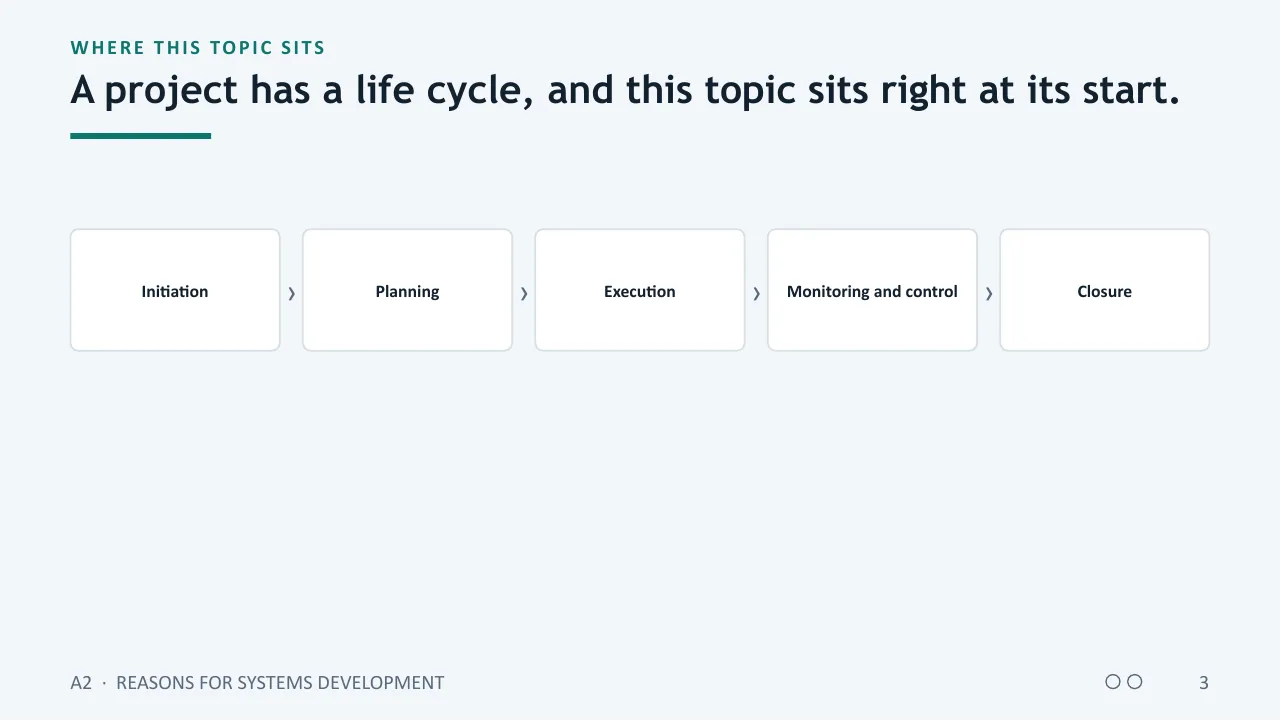 WHERE THIS TOPIC SITS
A project has a life cycle, and this topic sits right at its start.
Initiation › Planning › Execution › Monitoring and control › Closure
A2 · REASONS FOR SYSTEMS DEVELOPMENT 3